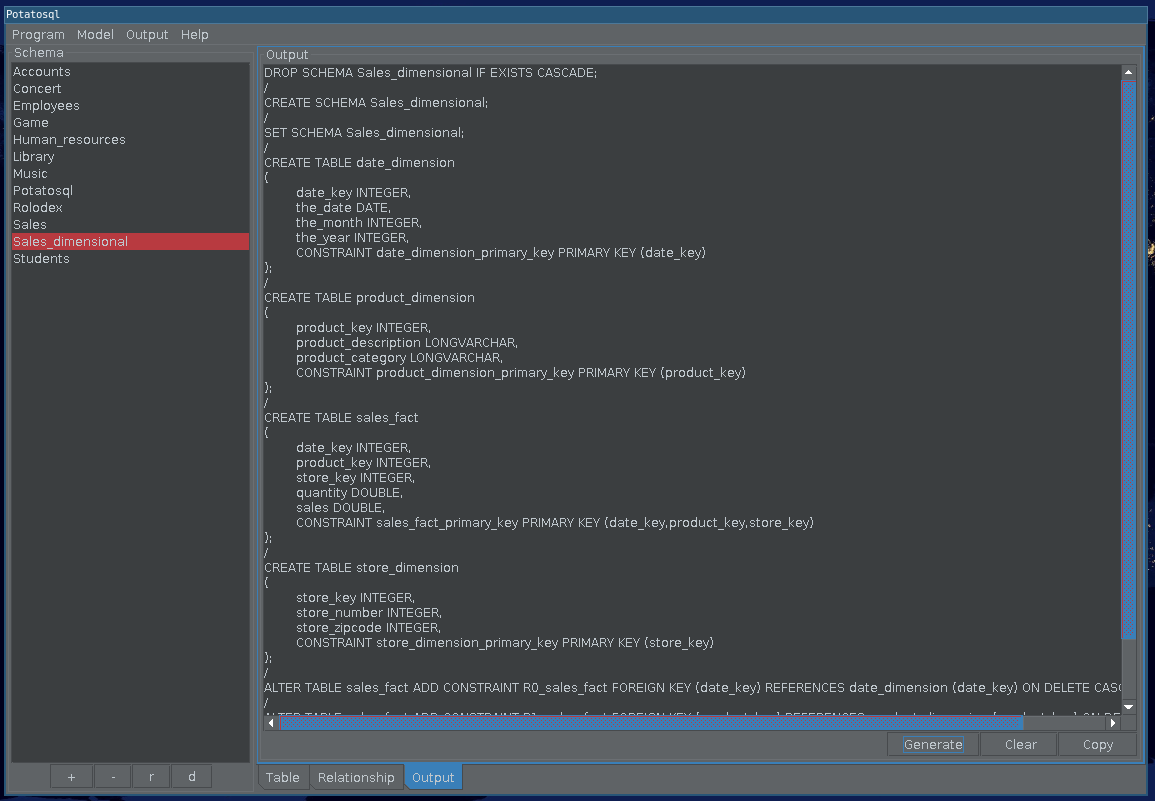 Potatosql
Program Model Output Help
Schema
Accounts
Concert
Employees
Game
Human_resources
Library
Music
Potatosql
Rolodex
Sales
Sales_dimensional
Students
+ - r d
Output
DROP SCHEMA Sales_dimensional IF EXISTS CASCADE;
/
CREATE SCHEMA Sales_dimensional;
/
SET SCHEMA Sales_dimensional;
/
CREATE TABLE date_dimension
(
date_key INTEGER,
the_date DATE,
the_month INTEGER,
the_year INTEGER,
CONSTRAINT date_dimension_primary_key PRIMARY KEY (date_key)
);
/
CREATE TABLE product_dimension
(
product_key INTEGER,
product_description LONGVARCHAR,
product_category LONGVARCHAR,
CONSTRAINT product_dimension_primary_key PRIMARY KEY (product_key)
);
/
CREATE TABLE sales_fact
(
date_key INTEGER,
product_key INTEGER,
store_key INTEGER,
quantity DOUBLE,
sales DOUBLE,
CONSTRAINT sales_fact_primary_key PRIMARY KEY (date_key,product_key,store_key)
);
/
CREATE TABLE store_dimension
(
store_key INTEGER,
store_number INTEGER,
store_zipcode INTEGER,
CONSTRAINT store_dimension_primary_key PRIMARY KEY (store_key)
);
/
ALTER TABLE sales_fact ADD CONSTRAINT R0_sales_fact FOREIGN KEY (date_key) REFERENCES date_dimension (date_key) ON DELETE CASC
/
Generate Clear Copy
Table Relationship Output